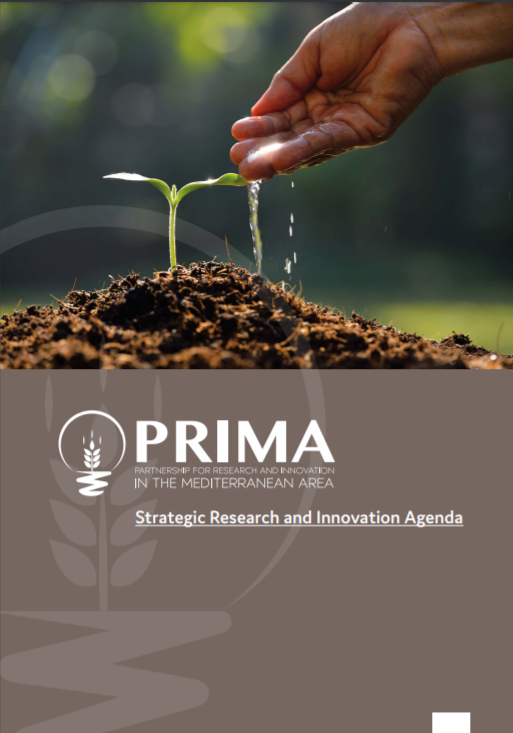 PRIMA
PARTNERSHIP FOR RESEARCH AND INNOVATION
IN THE MEDITERRANEAN AREA
Strategic Research and Innovation Agenda